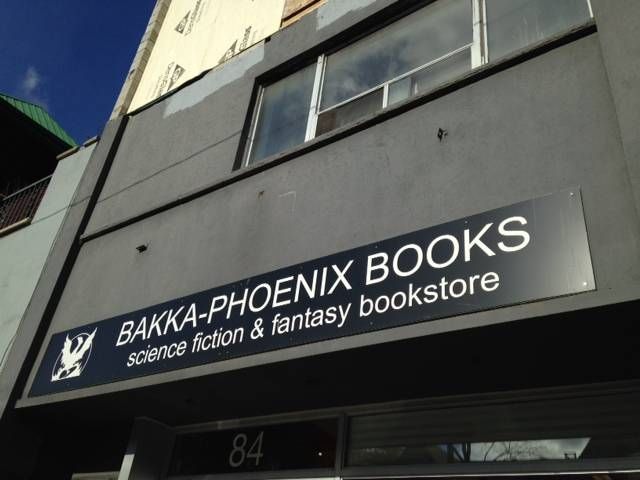 BAKKA-PHOENIX BOOKS
science fiction & fantasy bookstore
84